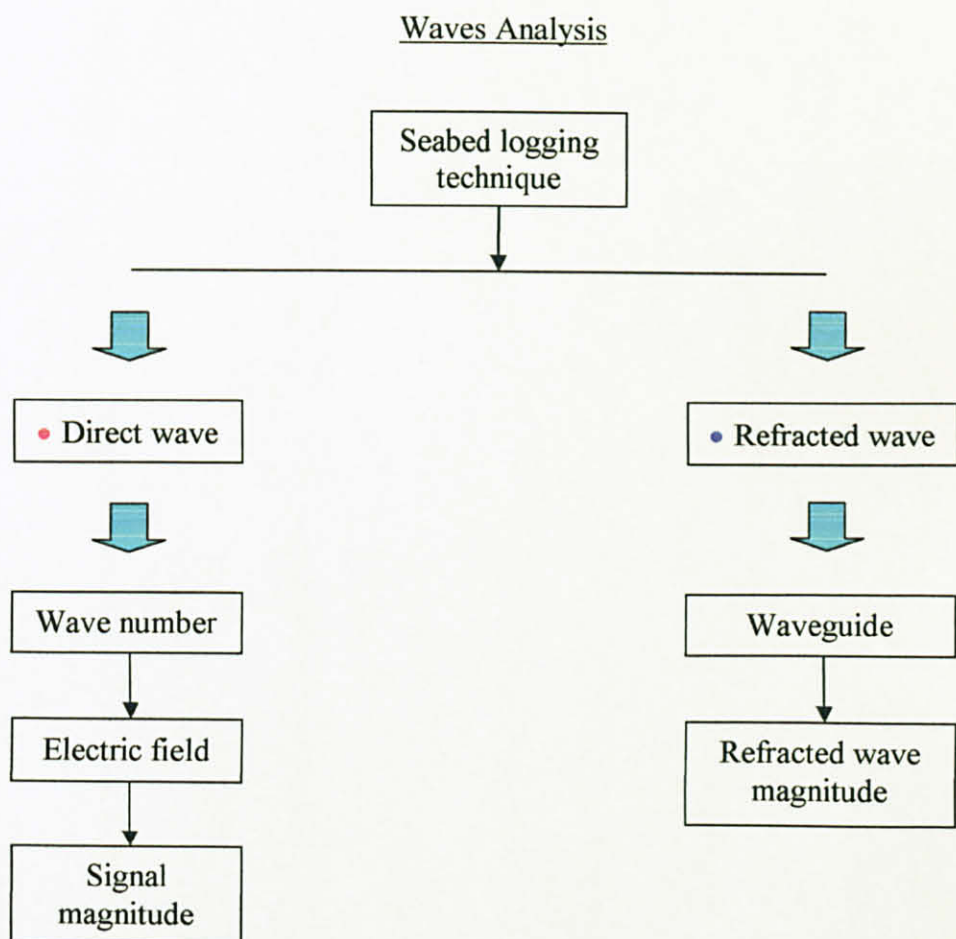 Waves Analysis
Seabed logging
technique
• Direct wave
• Refracted wave
Wave number
Waveguide
Electric field
Refracted wave
magnitude
Signal
magnitude